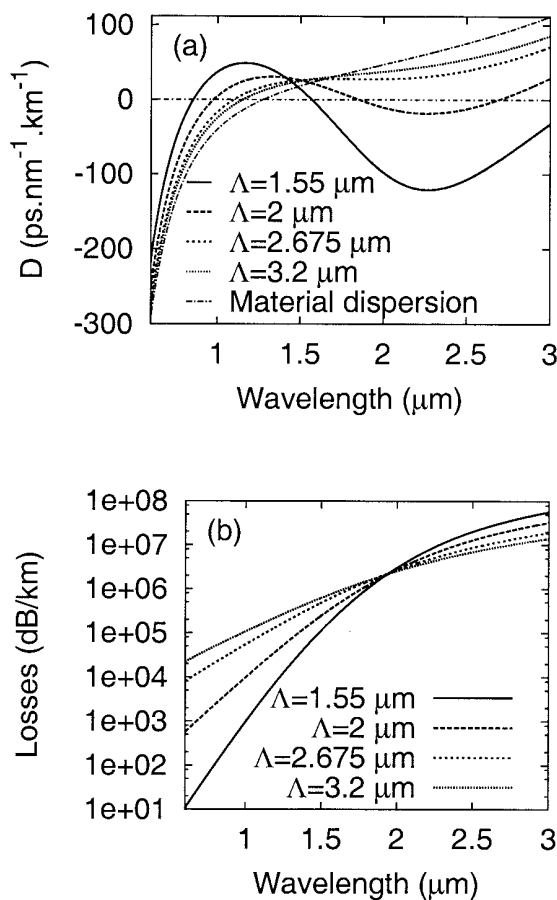 (a)
100
0
-100
-200
-300
D (ps.nm⁻¹.km⁻¹)
Λ=1.55 μm
Λ=2 μm
Λ=2.675 μm
Λ=3.2 μm
Material dispersion
1 1.5 2 2.5 3
Wavelength (μm)
(b)
1e+08
1e+07
1e+06
1e+05
1e+04
1e+03
1e+02
1e+01
Losses (dB/km)
Λ=1.55 μm
Λ=2 μm
Λ=2.675 μm
Λ=3.2 μm
1 1.5 2 2.5 3
Wavelength (μm)